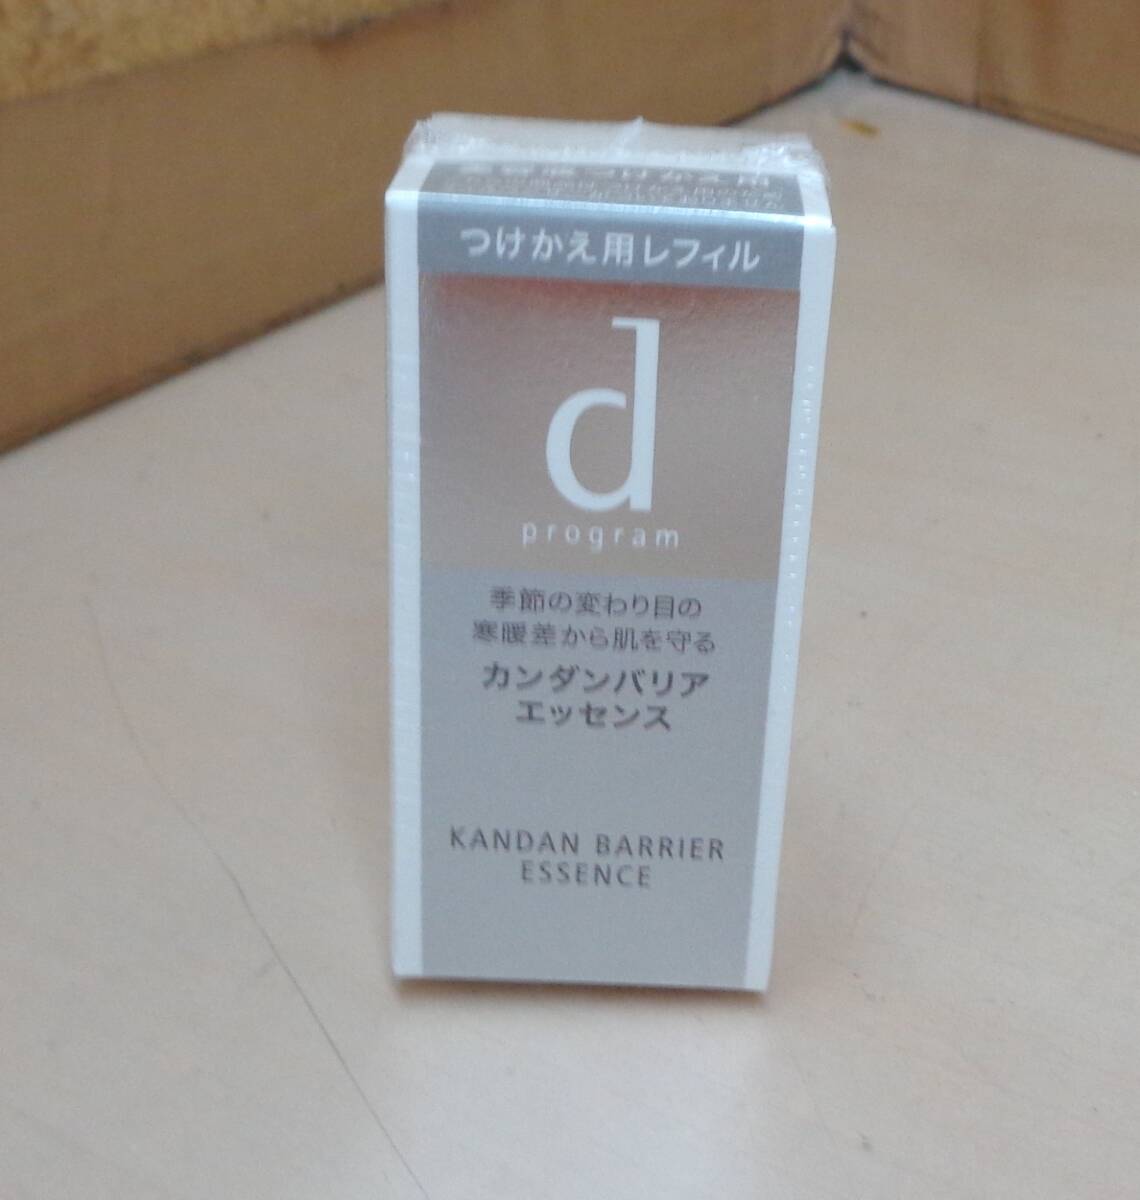 つけかえ用レフィル
d
program
季節の変わり目の
寒暖差から肌を守る
カンダンバリア
エッセンス
KANDAN BARRIER
ESSENCE